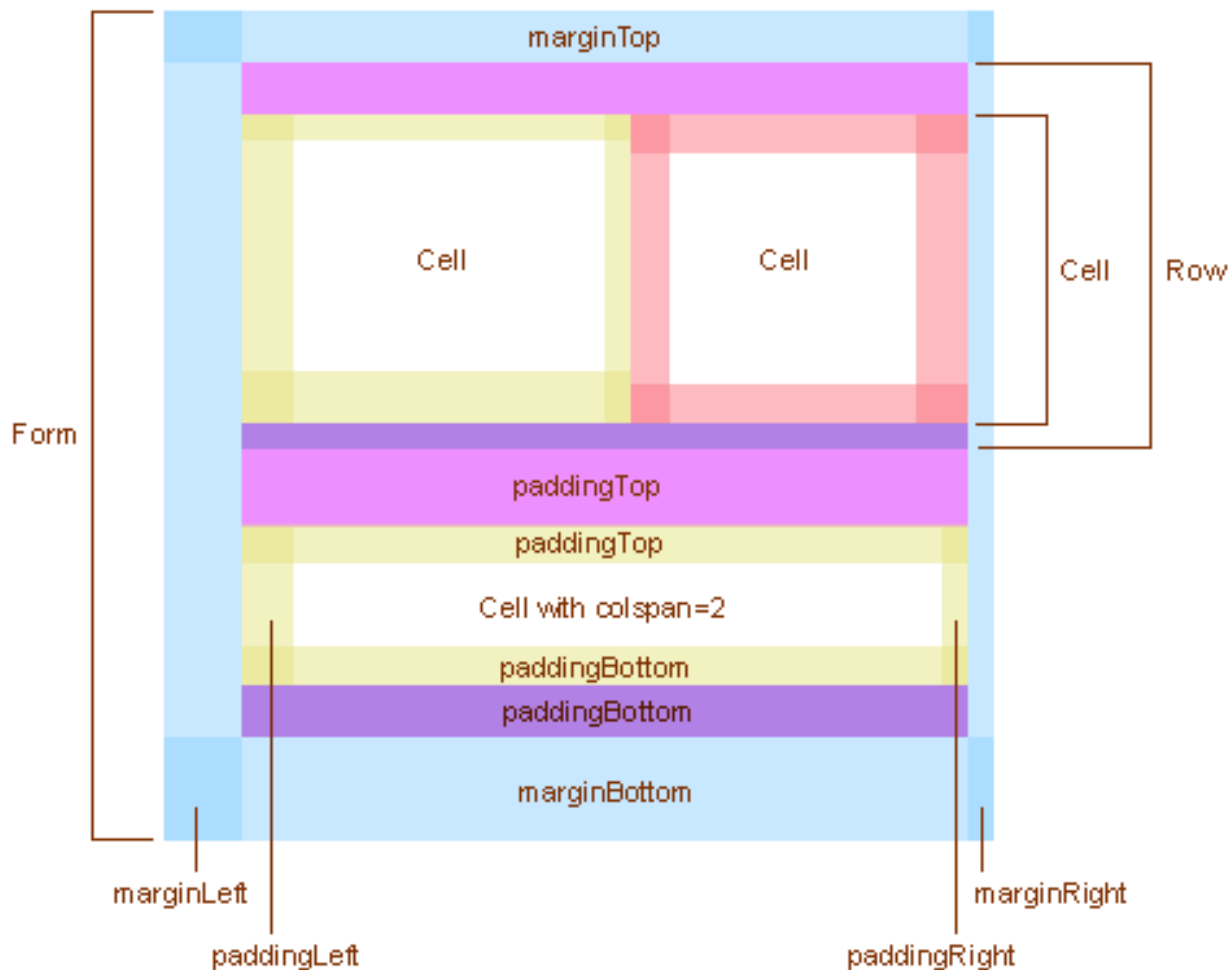 marginTop
Cell
Cell
Cell
Row
Form
paddingTop
paddingTop
Cell with colspan=2
paddingBottom
paddingBottom
marginBottom
marginLeft
marginRight
paddingLeft
paddingRight